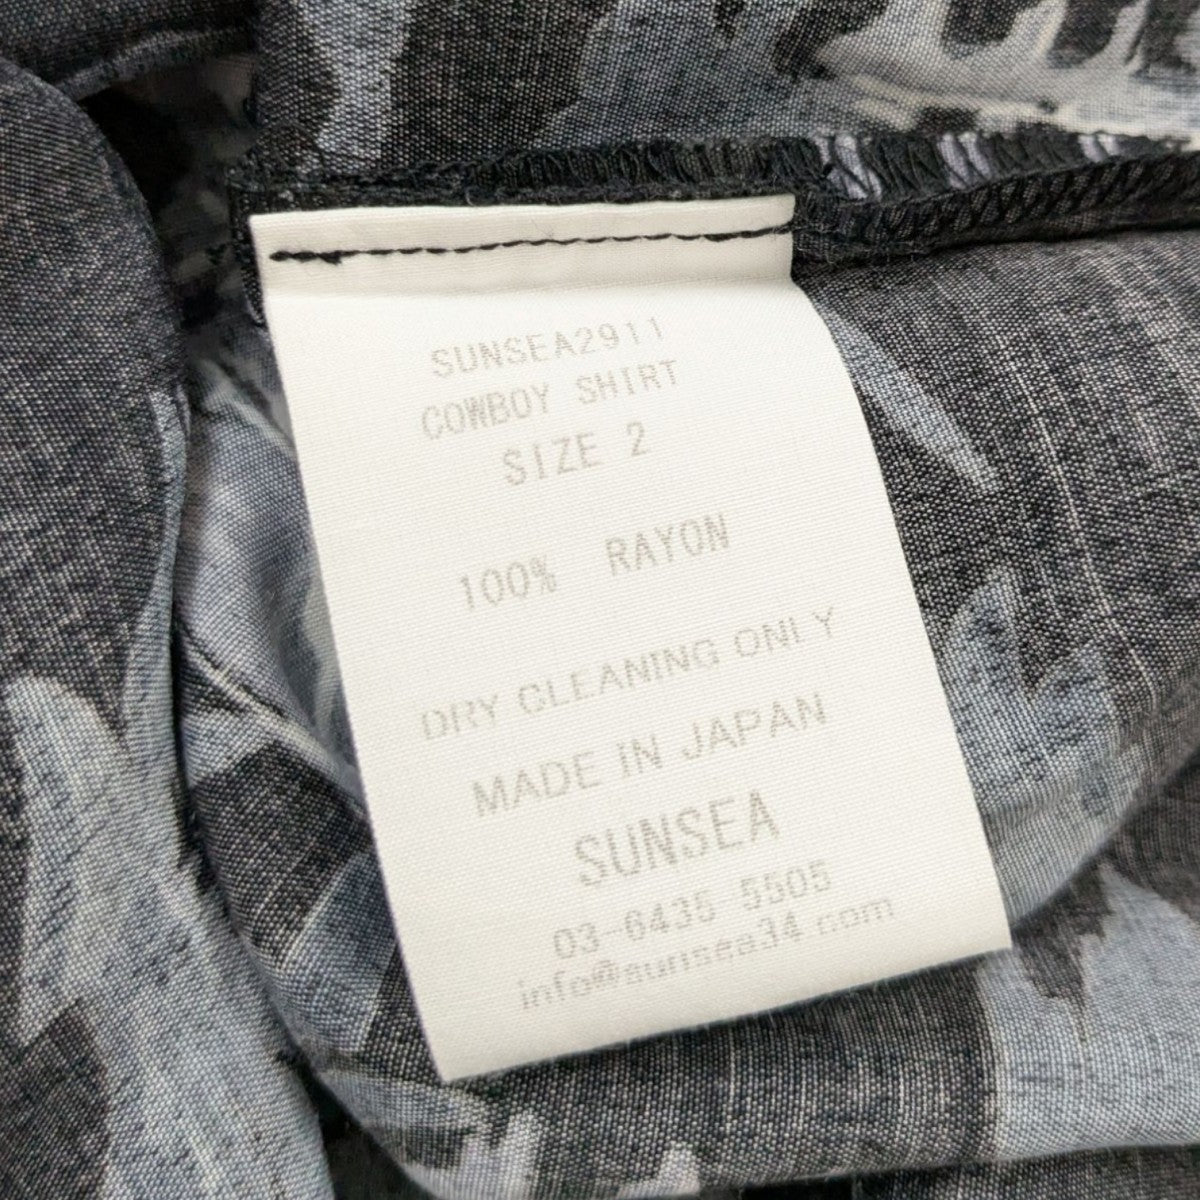 SUNSEA2911
COWBOY SHIRT
SIZE 2
100% RAYON
DRY CLEANING ONLY
MADE IN JAPAN
SUNSEA
03-6435-5505
info@sunsea34.com